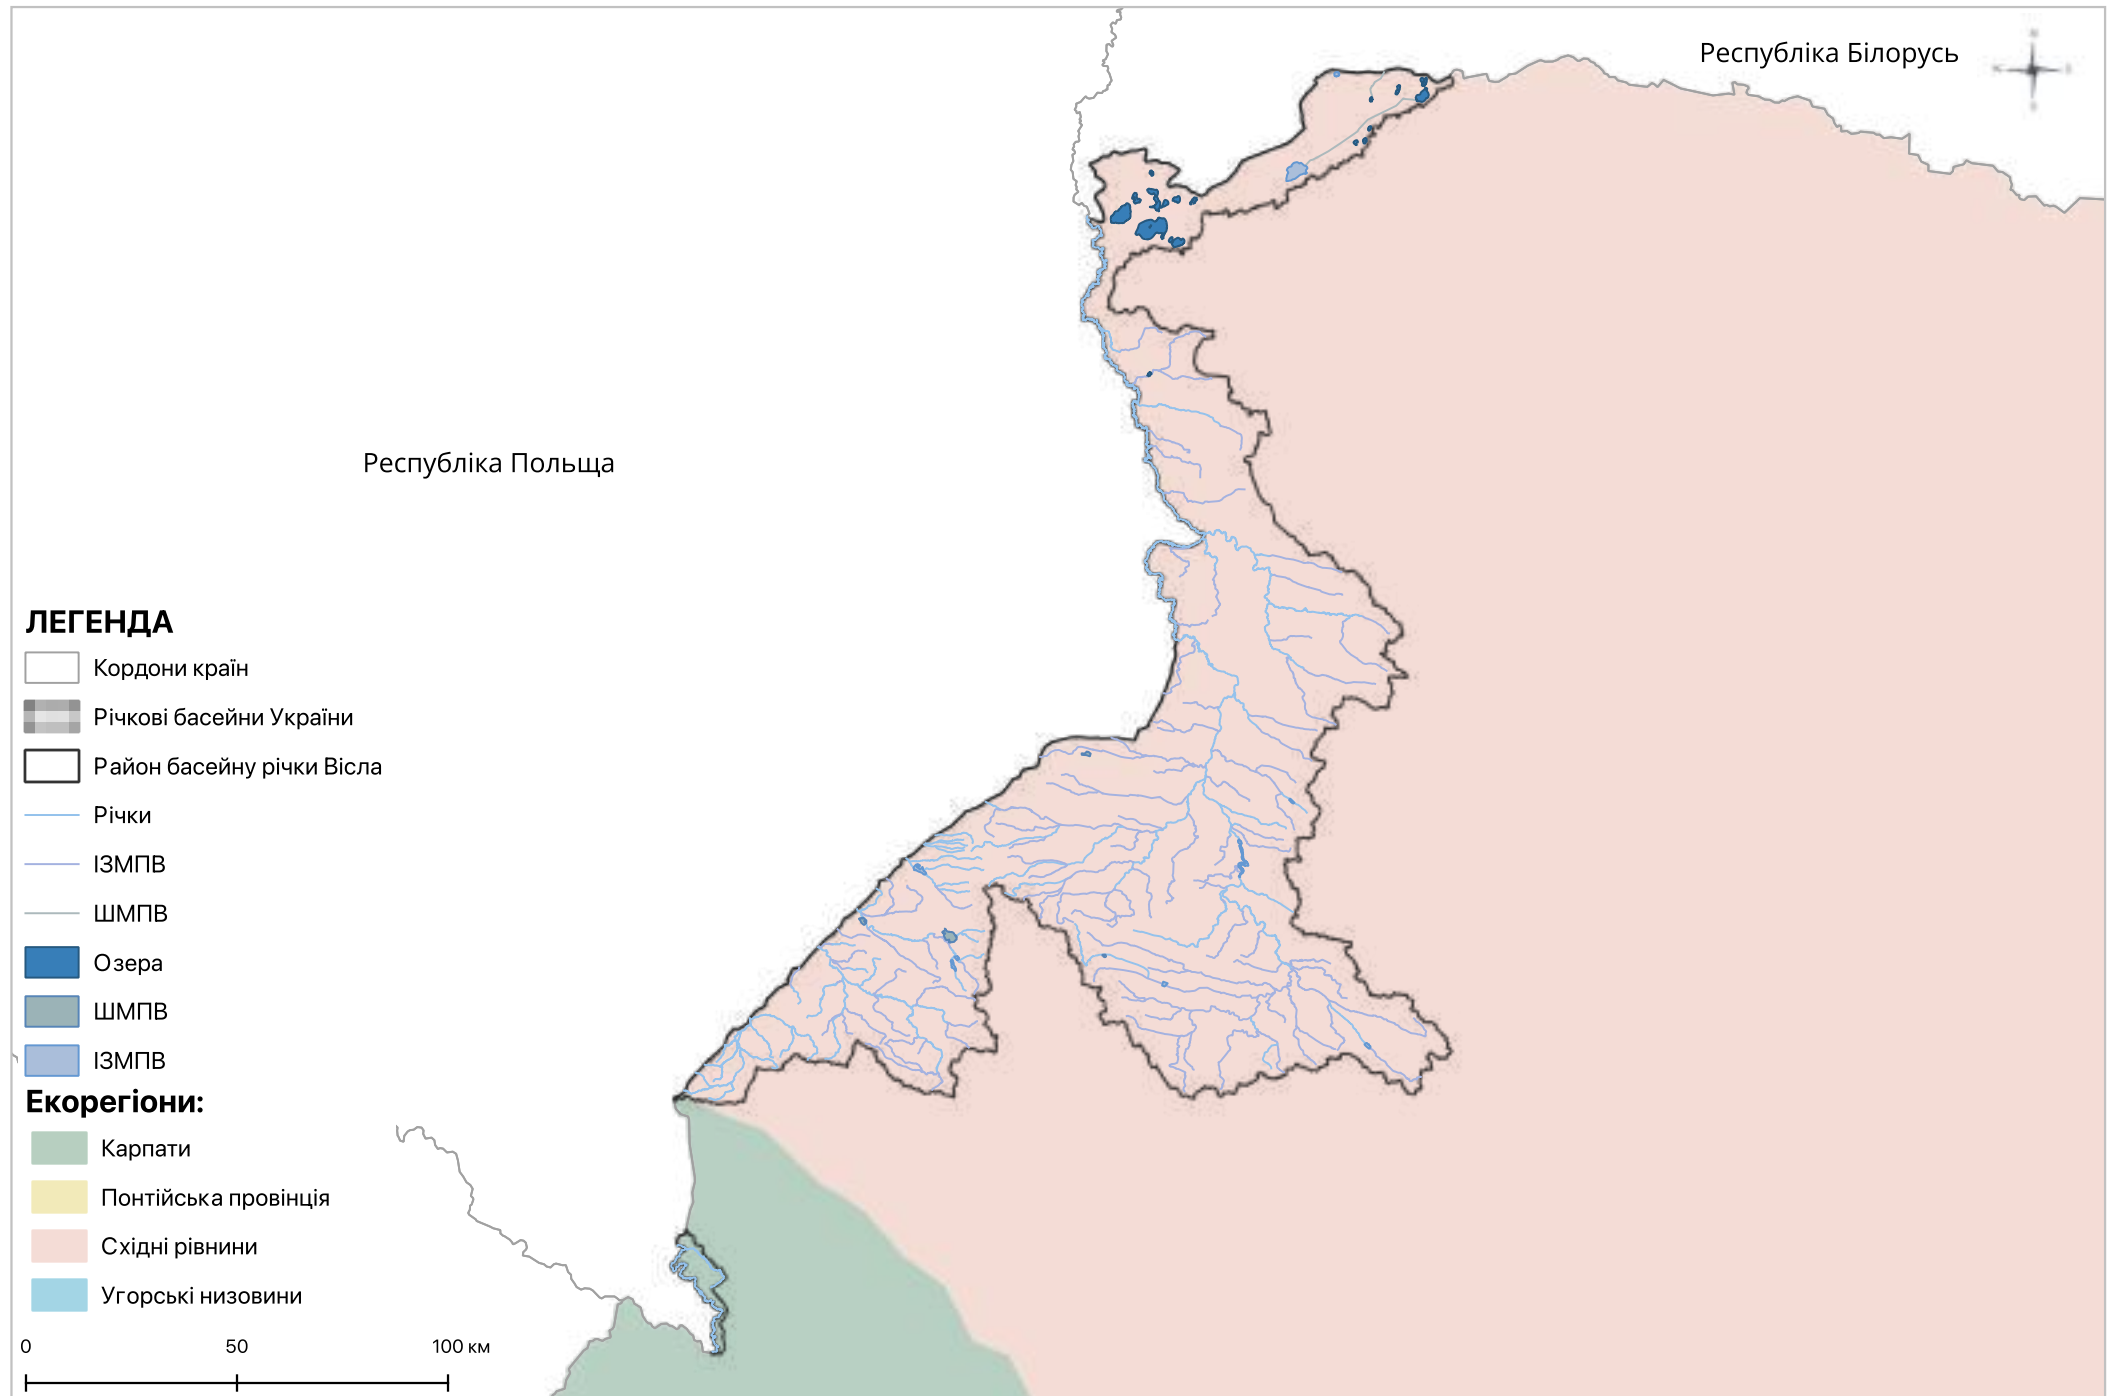 Республіка Білорусь
Республіка Польща
ЛЕГЕНДА
Кордони країн
Річкові басейни України
Район басейну річки Вісла
Річки
ІЗМПВ
ШМПВ
Озера
ШМПВ
ІЗМПВ
Екорегіони:
Карпати
Понтійська провінція
Східні рівнини
Угорські низовини
0 50 100 км